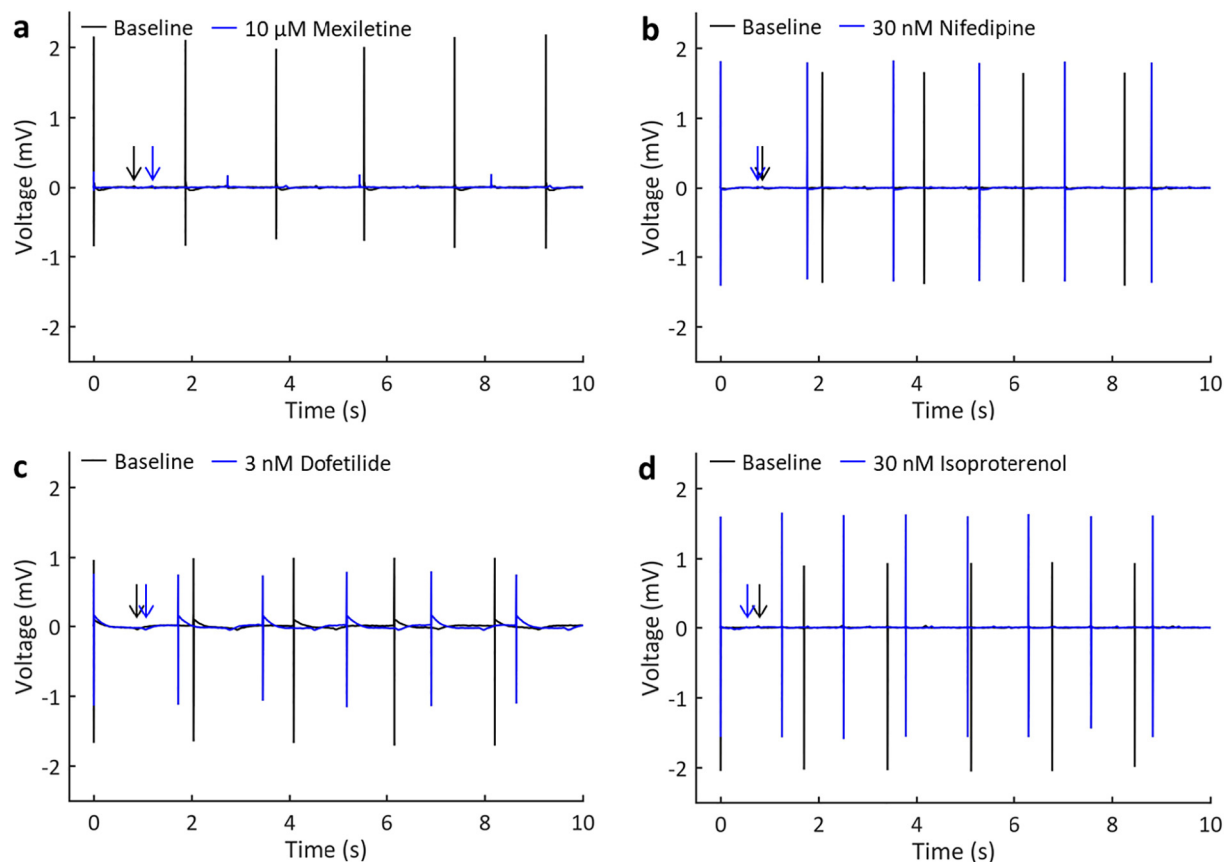 a
Baseline 10 μM Mexiletine
Voltage (mV)
2
1
0
-1
-2
0 2 4 6 8 10
Time (s)
b
Baseline 30 nM Nifedipine
Voltage (mV)
2
1
0
-1
-2
0 2 4 6 8 10
Time (s)
c
Baseline 3 nM Dofetilide
Voltage (mV)
2
1
0
-1
-2
0 2 4 6 8 10
Time (s)
d
Baseline 30 nM Isoproterenol
Voltage (mV)
2
1
0
-1
-2
0 2 4 6 8 10
Time (s)